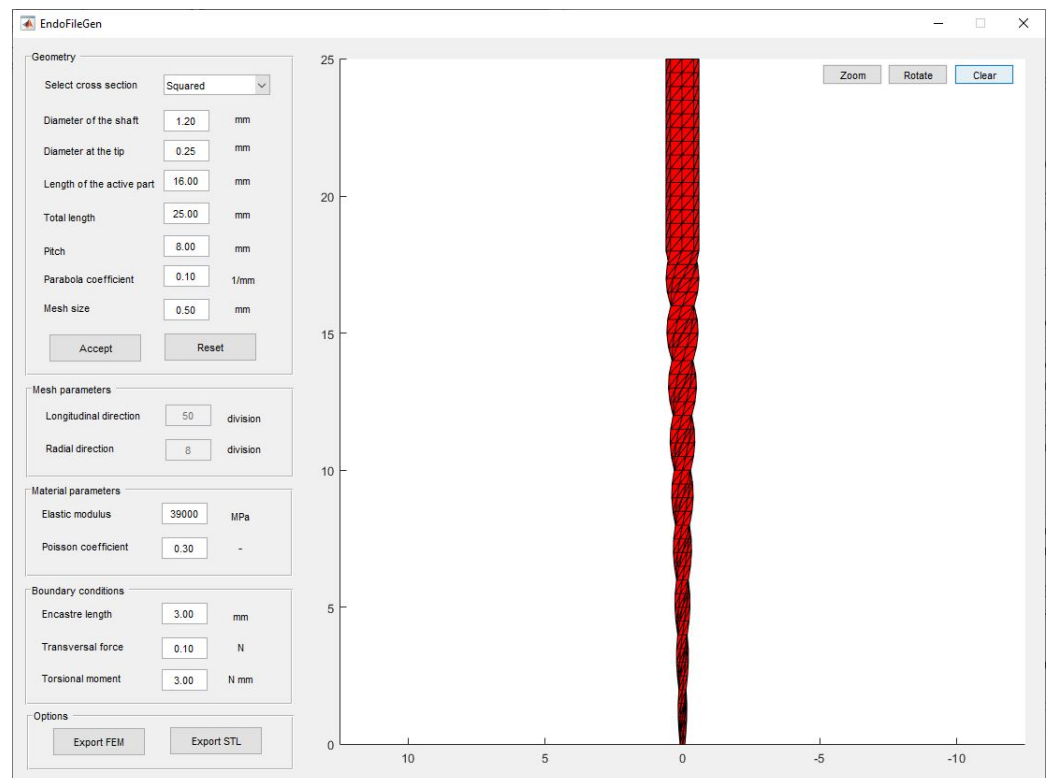 EndoFileGen
Geometry
Select cross section Squared
Diameter of the shaft 1.20 mm
Diameter at the tip 0.25 mm
Length of the active part 16.00 mm
Total length 25.00 mm
Pitch 8.00 mm
Parabola coefficient 0.10 1/mm
Mesh size 0.50 mm
Accept Reset
Mesh parameters
Longitudinal direction 50 division
Radial direction 8 division
Material parameters
Elastic modulus 39000 MPa
Poisson coefficient 0.30 -
Boundary conditions
Encastre length 3.00 mm
Transversal force 0.10 N
Torsional moment 3.00 N mm
Options
Export FEM Export STL
Zoom Rotate Clear
25
20
15
10
5
0
10 5 0 -5 -10